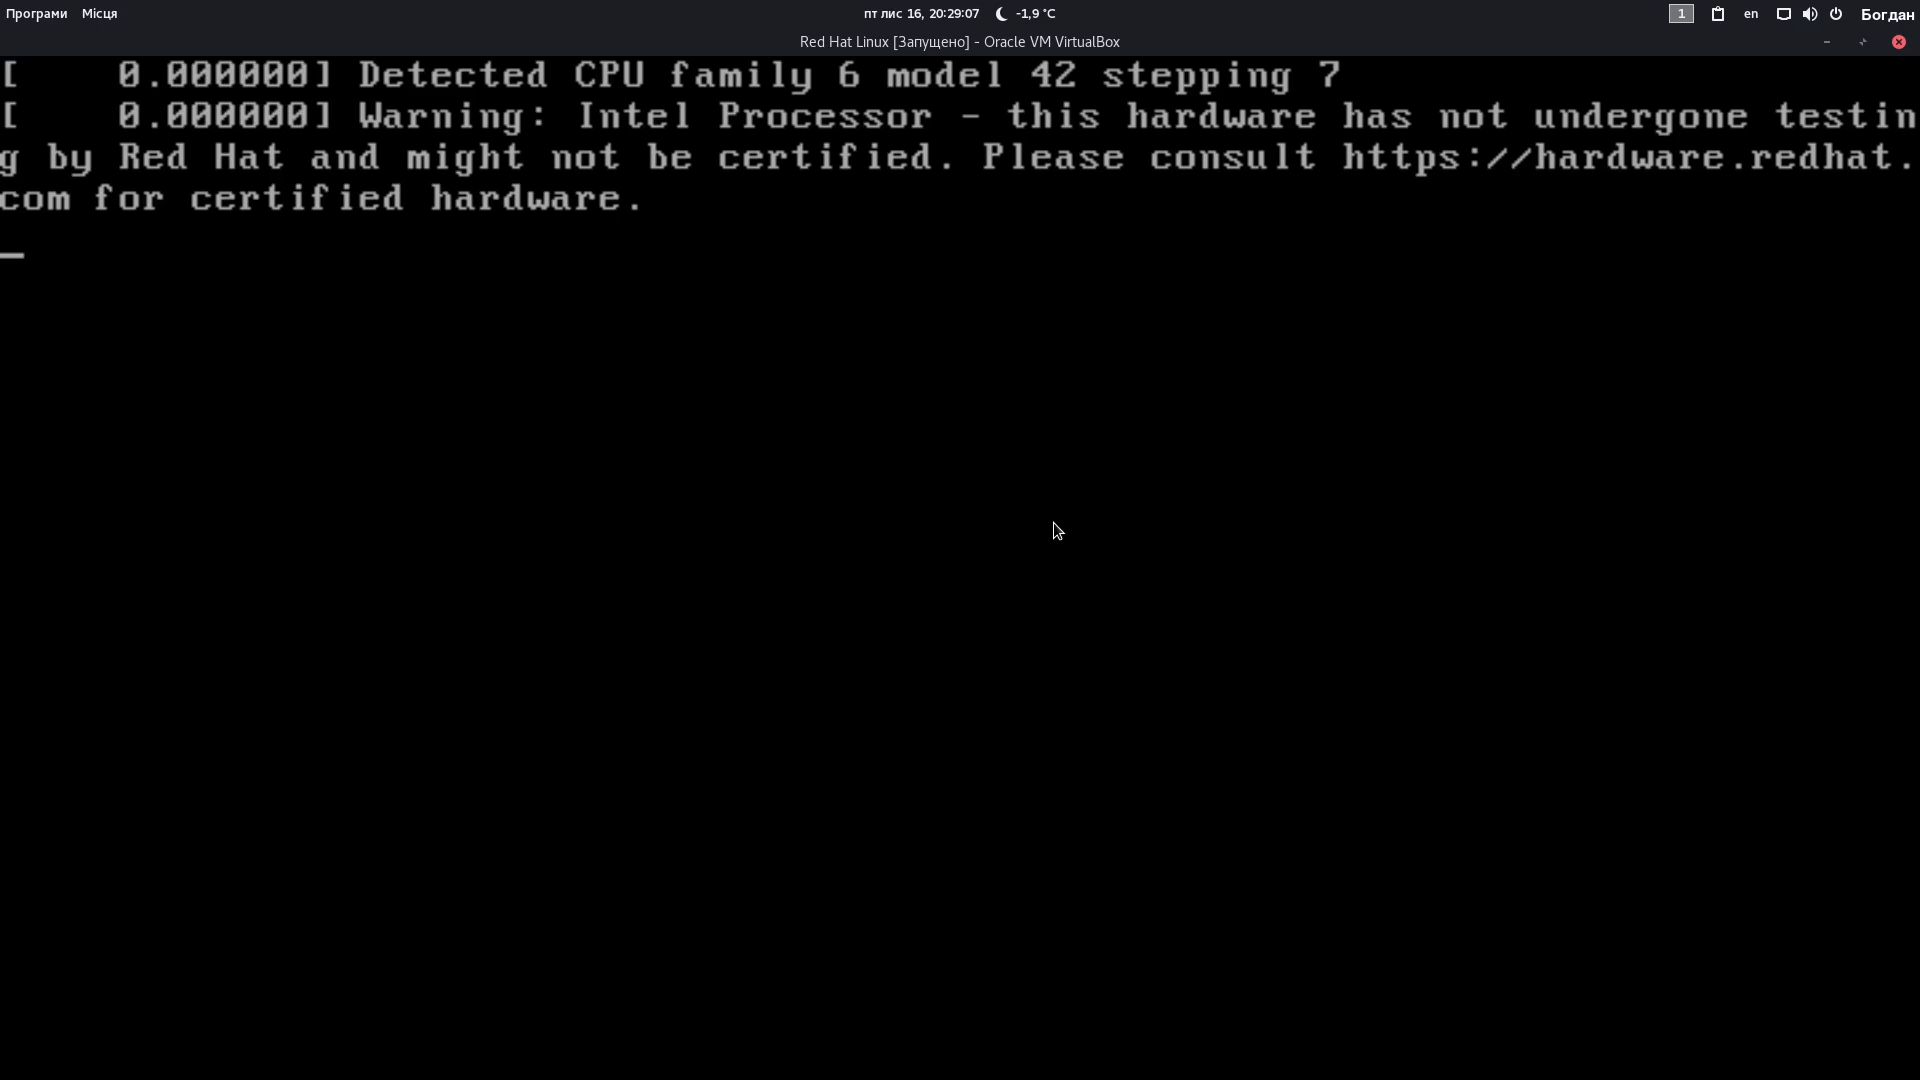 Програми Місця пт лис 16, 20:29:07 -1,9 °C 1 en Богдан
Red Hat Linux [Запущено] - Oracle VM VirtualBox
[    0.000000] Detected CPU family 6 model 42 stepping 7
[    0.000000] Warning: Intel Processor - this hardware has not undergone testin
g by Red Hat and might not be certified. Please consult https://hardware.redhat.
com for certified hardware.